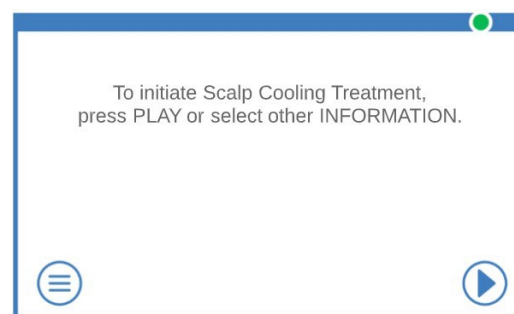 To initiate Scalp Cooling Treatment,
press PLAY or select other INFORMATION.